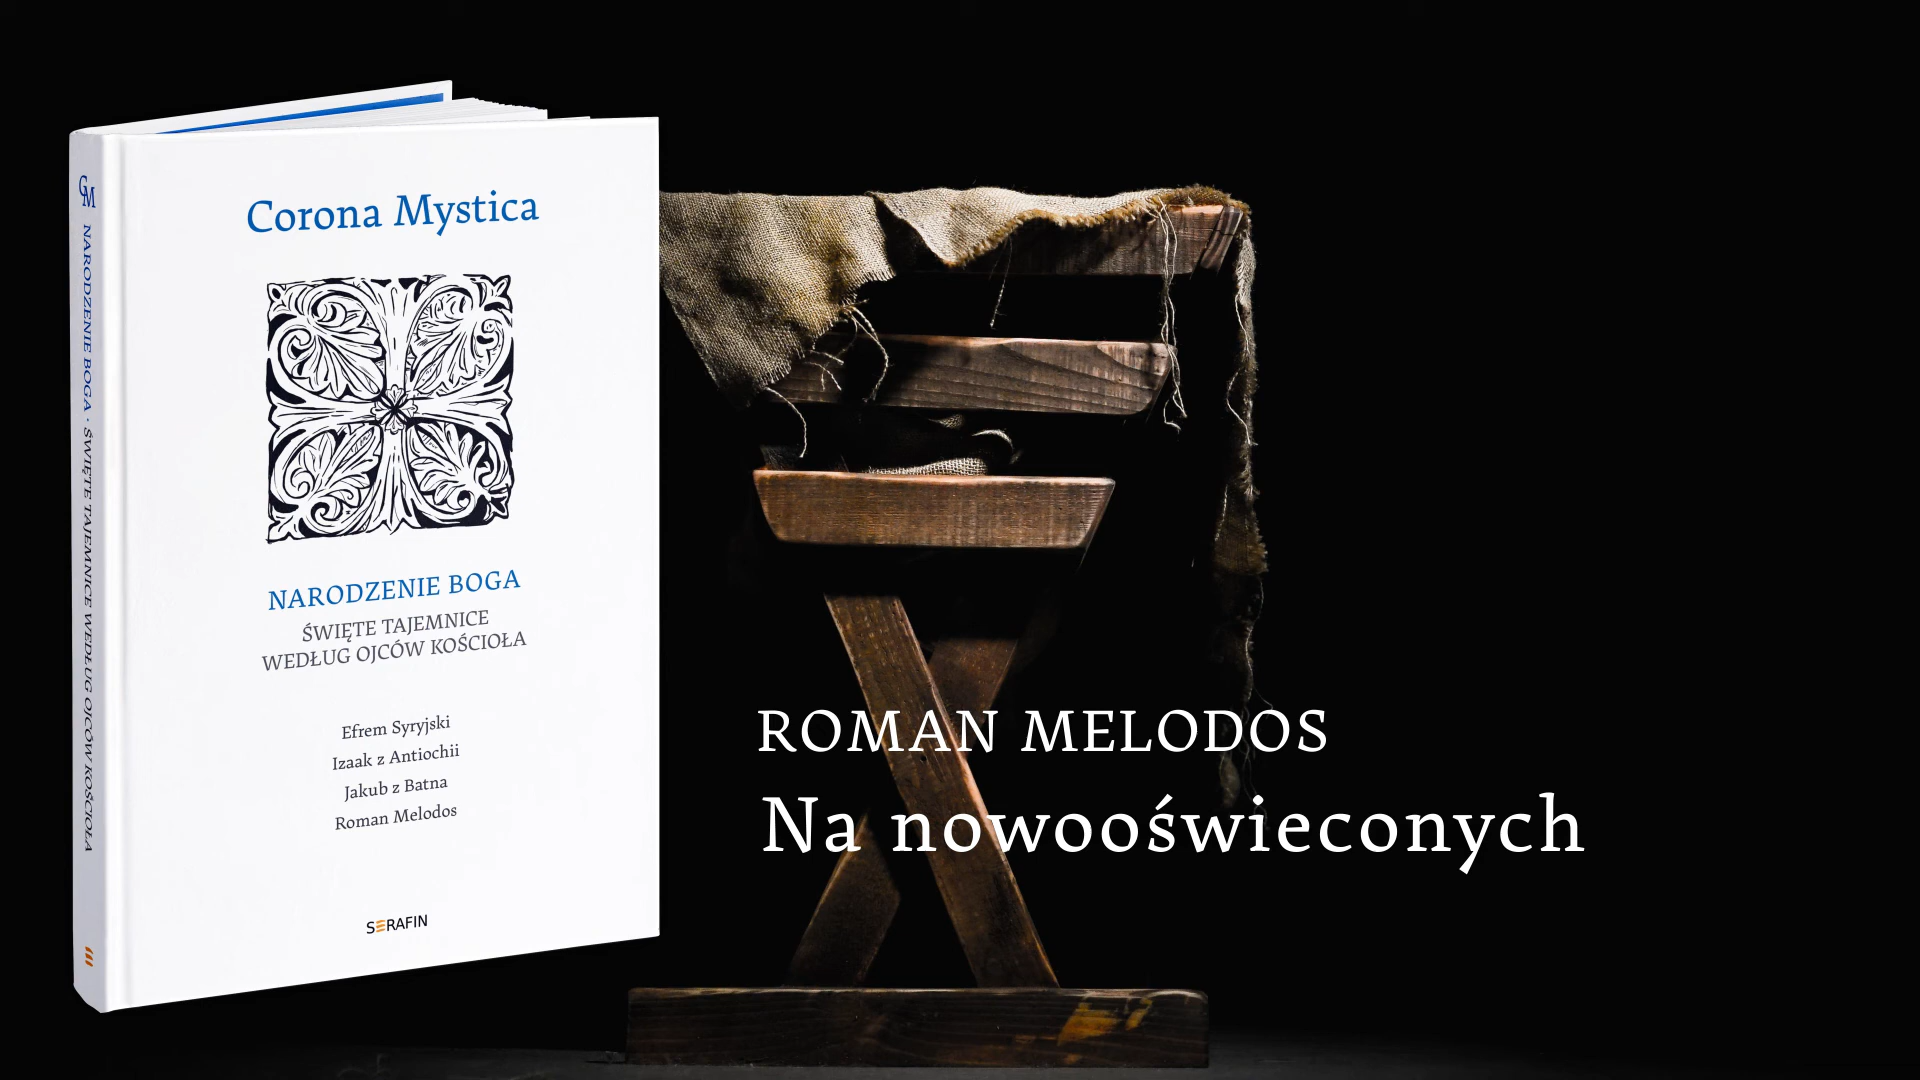 Corona Mystica
NARODZENIE BOGA
ŚWIĘTE TAJEMNICE
WEDŁUG OJCÓW KOŚCIOŁA
Efrem Syryjski
Izaak z Antiochii
Jakub z Batna
Roman Melodos
SERAFIN
CM NARODZENIE BOGA · ŚWIĘTE TAJEMNICE WEDŁUG OJCÓW KOŚCIOŁA
ROMAN MELODOS
Na nowooświeconych